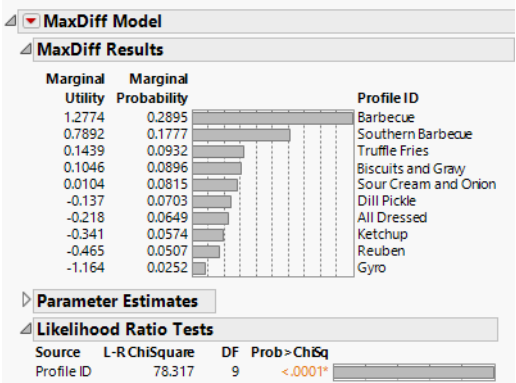 MaxDiff Model
MaxDiff Results
Marginal Marginal
Utility Probability Profile ID
1.2774 0.2895 Barbecue
0.7892 0.1777 Southern Barbecue
0.1439 0.0932 Truffle Fries
0.1046 0.0896 Biscuits and Gravy
0.0104 0.0815 Sour Cream and Onion
-0.137 0.0703 Dill Pickle
-0.218 0.0649 All Dressed
-0.341 0.0574 Ketchup
-0.465 0.0507 Reuben
-1.164 0.0252 Gyro
Parameter Estimates
Likelihood Ratio Tests
Source L-R ChiSquare DF Prob>ChiSq
Profile ID 78.317 9 <.0001*